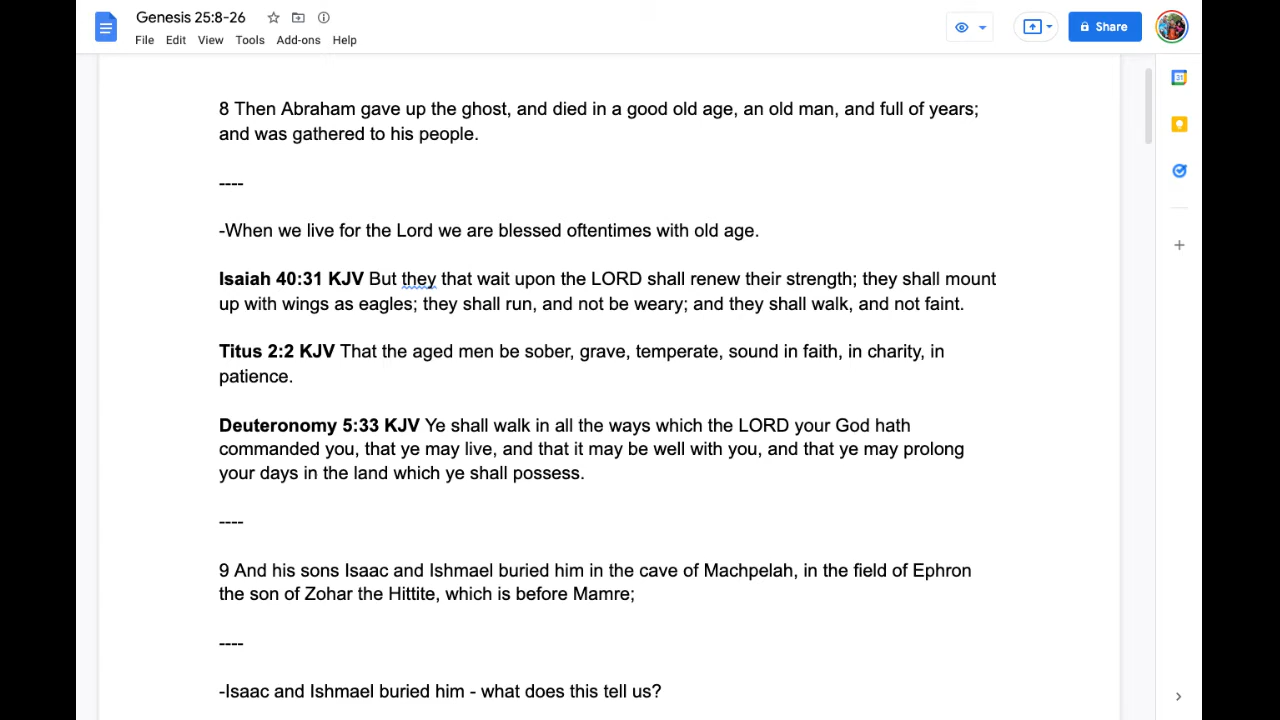 Genesis 25:8-26
File Edit View Tools Add-ons Help
Share
31
8 Then Abraham gave up the ghost, and died in a good old age, an old man, and full of years;
and was gathered to his people.
----
-When we live for the Lord we are blessed oftentimes with old age.
Isaiah 40:31 KJV But they that wait upon the LORD shall renew their strength; they shall mount
up with wings as eagles; they shall run, and not be weary; and they shall walk, and not faint.
Titus 2:2 KJV That the aged men be sober, grave, temperate, sound in faith, in charity, in
patience.
Deuteronomy 5:33 KJV Ye shall walk in all the ways which the LORD your God hath
commanded you, that ye may live, and that it may be well with you, and that ye may prolong
your days in the land which ye shall possess.
----
9 And his sons Isaac and Ishmael buried him in the cave of Machpelah, in the field of Ephron
the son of Zohar the Hittite, which is before Mamre;
----
-Isaac and Ishmael buried him - what does this tell us?